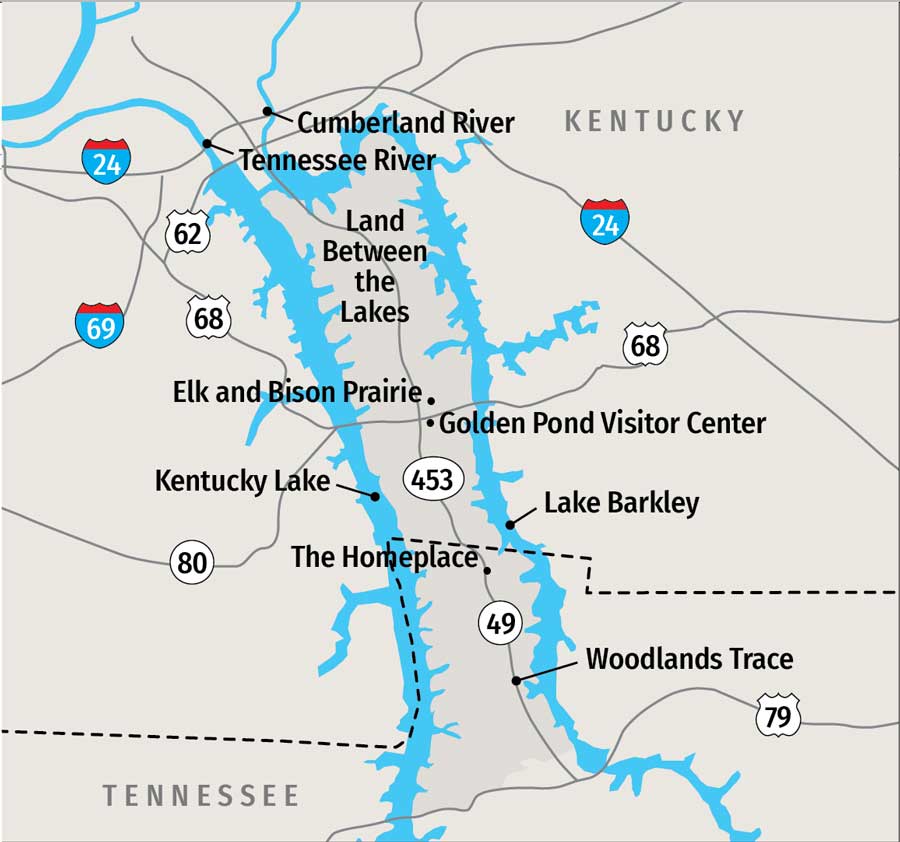 Cumberland River
KENTUCKY
Tennessee River
24
Land
Between
the
Lakes
24
62
68
69
68
Elk and Bison Prairie
Golden Pond Visitor Center
Kentucky Lake
453
Lake Barkley
The Homeplace
80
49
Woodlands Trace
79
TENNESSEE